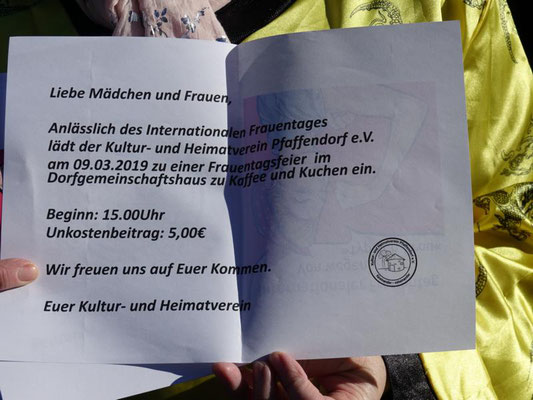 Liebe Mädchen und Frauen,
Anlässlich des Internationalen Frauentages
lädt der Kultur- und Heimatverein Pfaffendorf e.V.
am 09.03.2019 zu einer Frauentagsfeier im
Dorfgemeinschaftshaus zu Kaffee und Kuchen ein.
Beginn: 15.00Uhr
Unkostenbeitrag: 5,00€
Wir freuen uns auf Euer Kommen.
Euer Kultur- und Heimatverein